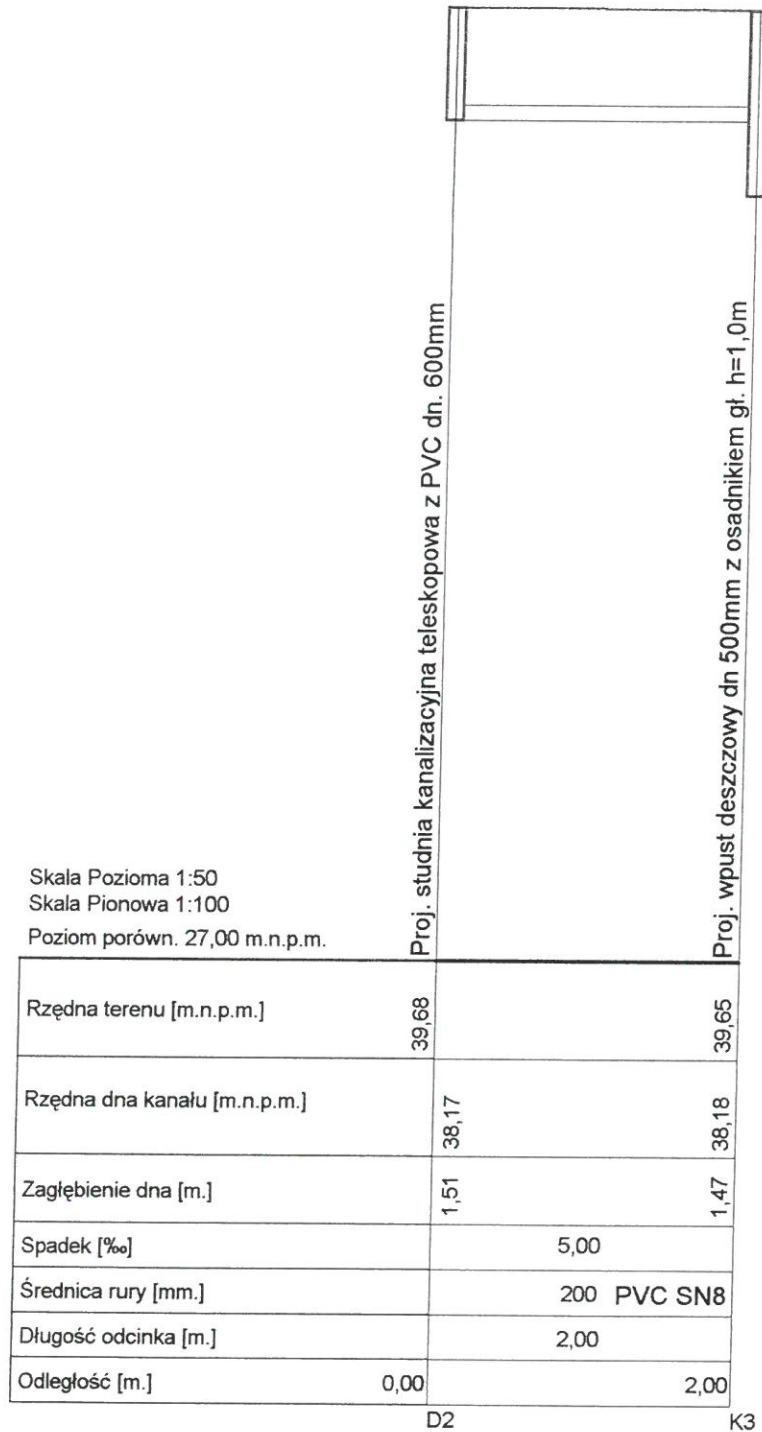 Proj. studnia kanalizacyjna teleskopowa z PVC dn. 600mm
Proj. wpust deszczowy dn 500mm z osadnikiem gł. h=1,0m
Skala Pozioma 1:50
Skala Pionowa 1:100
Poziom porówn. 27,00 m.n.p.m.
Rzędna terenu [m.n.p.m.] 39,68 39,65
Rzędna dna kanału [m.n.p.m.] 38,17 38,18
Zagłębienie dna [m.] 1,51 1,47
Spadek [‰] 5,00
Średnica rury [mm.] 200 PVC SN8
Długość odcinka [m.] 2,00
Odległość [m.] 0,00 2,00
D2 K3